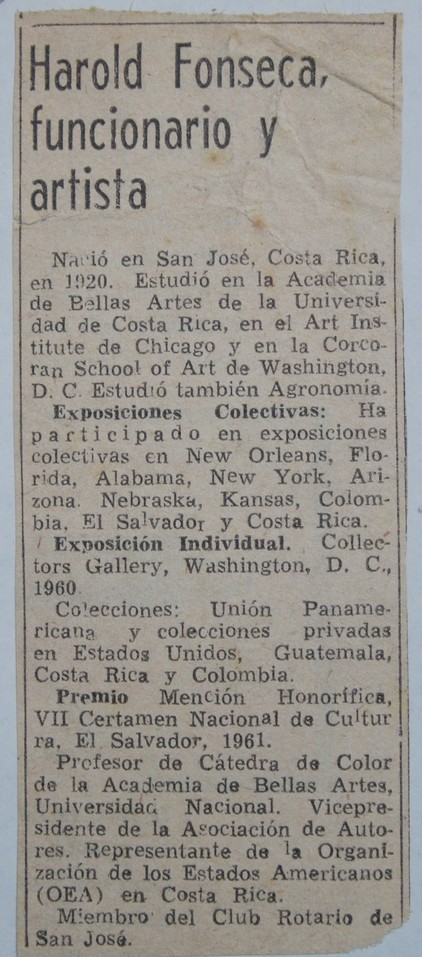 Harold Fonseca,
funcionario y
artista
Nació en San José, Costa Rica,
en 1920. Estudió en la Academia
de Bellas Artes de la Universi-
dad de Costa Rica, en el Art Ins-
titute de Chicago y en la Corco-
ran School of Art de Washington,
D. C. Estudió también Agronomía.
Exposiciones Colectivas: Ha
participado en exposiciones
colectivas en New Orleans, Flo-
rida, Alabama, New York, Ari-
zona. Nebraska, Kansas, Colom-
bia, El Salvador y Costa Rica.
Exposición Individual. Collec-
tors Gallery, Washington, D. C.,
1960
Colecciones: Unión Paname-
ricana y colecciones privadas
en Estados Unidos, Guatemala,
Costa Rica y Colombia.
Premio Mención Honorífica,
VII Certamen Nacional de Cultur
ra, El Salvador, 1961.
Profesor de Cátedra de Color
de la Academia de Bellas Artes,
Universidad Nacional. Vicepre-
sidente de la Asociación de Auto-
res. Representante de la Organi-
zación de los Estados Americanos
(OEA) en Costa Rica.
Miembro del Club Rotario de
San José.